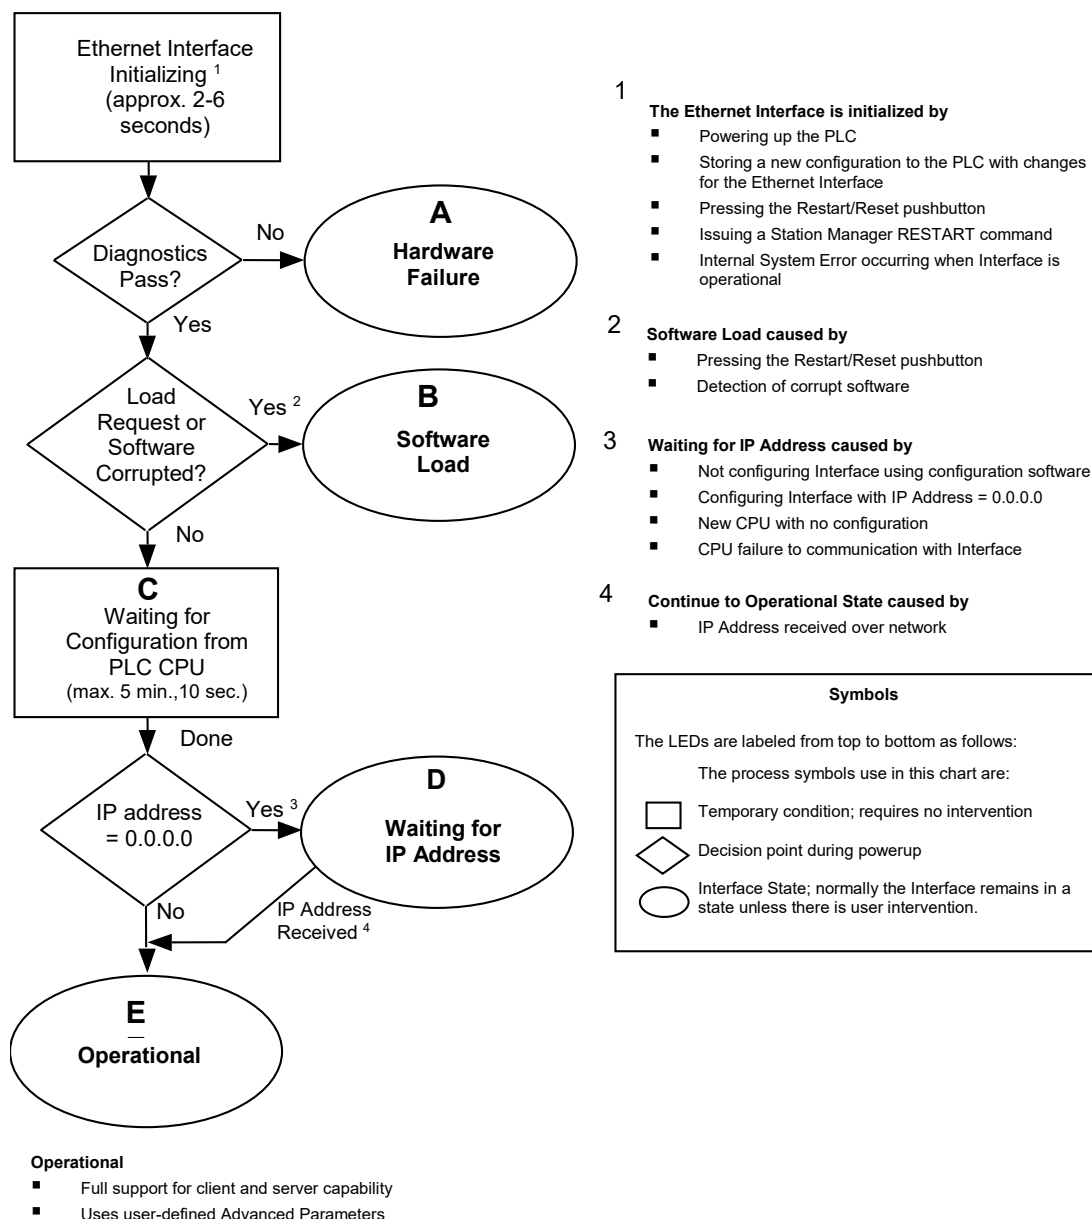 Ethernet Interface
Initializing 1
(approx. 2-6
seconds)
Diagnostics
Pass?
No
A
Hardware
Failure
Yes
Load
Request or
Software
Corrupted?
Yes 2
B
Software
Load
No
C
Waiting for
Configuration from
PLC CPU
(max. 5 min.,10 sec.)
Done
IP address
= 0.0.0.0
Yes 3
D
Waiting for
IP Address
No
IP Address
Received 4
E
Operational
1
The Ethernet Interface is initialized by
■ Powering up the PLC
■ Storing a new configuration to the PLC with changes
for the Ethernet Interface
■ Pressing the Restart/Reset pushbutton
■ Issuing a Station Manager RESTART command
■ Internal System Error occurring when Interface is
operational
2
Software Load caused by
■ Pressing the Restart/Reset pushbutton
■ Detection of corrupt software
3
Waiting for IP Address caused by
■ Not configuring Interface using configuration software
■ Configuring Interface with IP Address = 0.0.0.0
■ New CPU with no configuration
■ CPU failure to communication with Interface
4
Continue to Operational State caused by
■ IP Address received over network
Symbols
The LEDs are labeled from top to bottom as follows:
The process symbols use in this chart are:
Temporary condition; requires no intervention
Decision point during powerup
Interface State; normally the Interface remains in a
state unless there is user intervention.
Operational
■ Full support for client and server capability
■ Uses user-defined Advanced Parameters